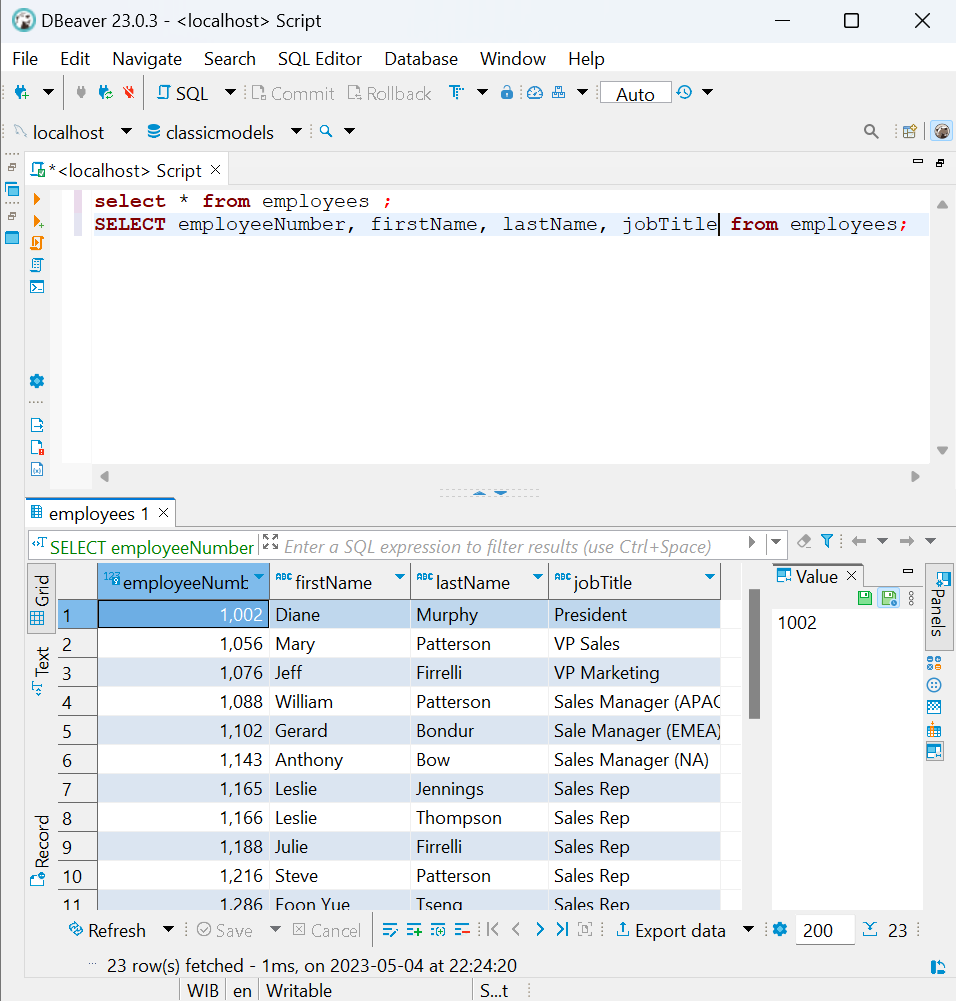 DBeaver 23.0.3 - <localhost> Script
File Edit Navigate Search SQL Editor Database Window Help
SQL Commit Rollback Auto
localhost classicmodels
*<localhost> Script
select * from employees ;
SELECT employeeNumber, firstName, lastName, jobTitle from employees;
employees 1
SELECT employeeNumber Enter a SQL expression to filter results (use Ctrl+Space)
Grid
Text
Record
123 employeeNumb ABC firstName ABC lastName ABC jobTitle
1 1,002 Diane Murphy President
2 1,056 Mary Patterson VP Sales
3 1,076 Jeff Firrelli VP Marketing
4 1,088 William Patterson Sales Manager (APAC
5 1,102 Gerard Bondur Sale Manager (EMEA)
6 1,143 Anthony Bow Sales Manager (NA)
7 1,165 Leslie Jennings Sales Rep
8 1,166 Leslie Thompson Sales Rep
9 1,188 Julie Firrelli Sales Rep
10 1,216 Steve Patterson Sales Rep
11 1,286 Foon Yue Tseng Sales Rep
Value
1002
Panels
Refresh Save Cancel Export data 200 23
23 row(s) fetched - 1ms, on 2023-05-04 at 22:24:20
WIB en Writable S...t